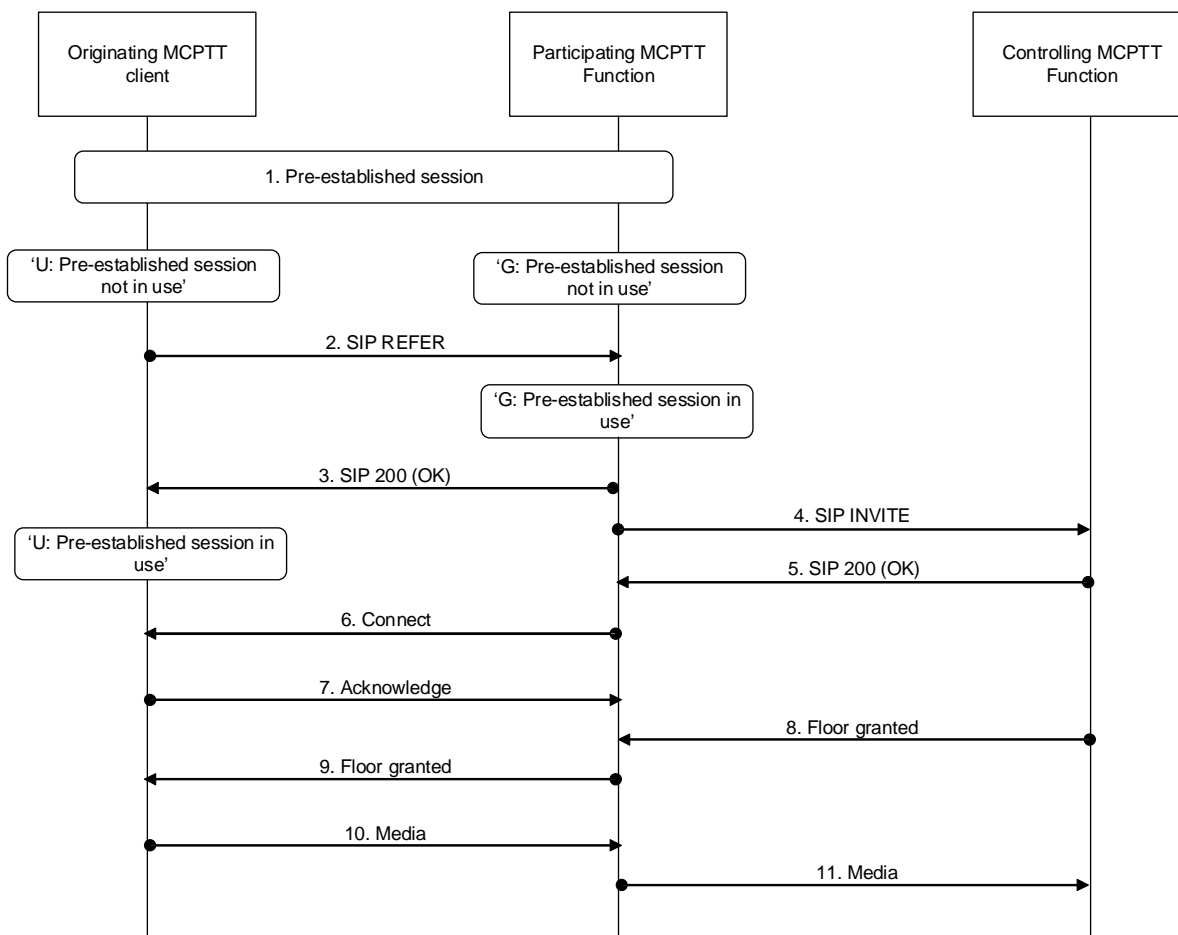 Originating MCPTT
client
Participating MCPTT
Function
Controlling MCPTT
Function
1. Pre-established session
‘U: Pre-established session
not in use’
‘G: Pre-established session
not in use’
2. SIP REFER
‘G: Pre-established session in
use’
3. SIP 200 (OK)
4. SIP INVITE
‘U: Pre-established session in
use’
5. SIP 200 (OK)
6. Connect
7. Acknowledge
8. Floor granted
9. Floor granted
10. Media
11. Media